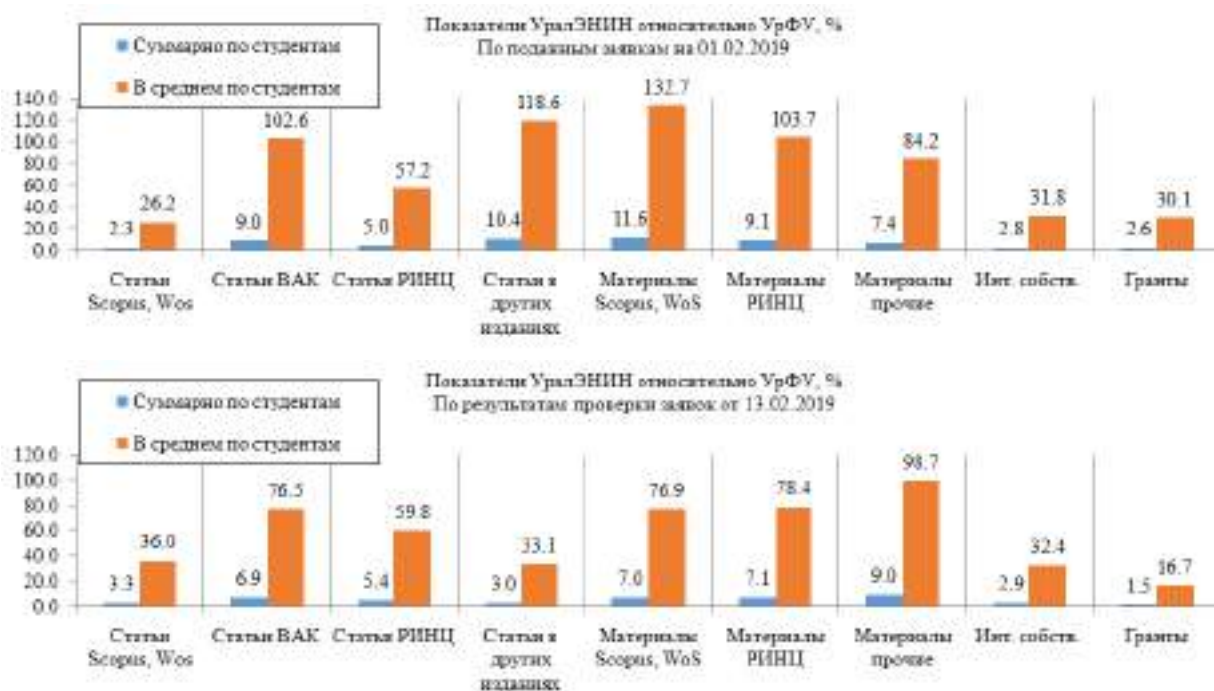 Показатели УралЭНИН относительно УрФУ, %
По поданным заявкам на 01.02.2019
Суммарно по студентам
В среднем по студентам
140.0
120.0
100.0
80.0
60.0
40.0
20.0
0.0
2.3 26.2 9.0 102.6 5.0 57.2 10.4 118.6 11.6 132.7 9.1 103.7 7.4 84.2 2.8 31.8 2.6 30.1
Статьи Scopus, Wos
Статьи ВАК
Статьи РИНЦ
Статьи в других изданиях
Материалы Scopus, WoS
Материалы РИНЦ
Материалы прочие
Инт. собств.
Гранты
Показатели УралЭНИН относительно УрФУ, %
По результатам проверки заявок от 13.02.2019
Суммарно по студентам
В среднем по студентам
120.0
100.0
80.0
60.0
40.0
20.0
0.0
3.3 36.0 6.9 76.5 5.4 59.8 3.0 33.1 7.0 76.9 7.1 78.4 9.0 98.7 2.9 32.4 1.5 16.7
Статьи Scopus, Wos
Статьи ВАК
Статьи РИНЦ
Статьи в других изданиях
Материалы Scopus, WoS
Материалы РИНЦ
Материалы прочие
Инт. собств.
Гранты